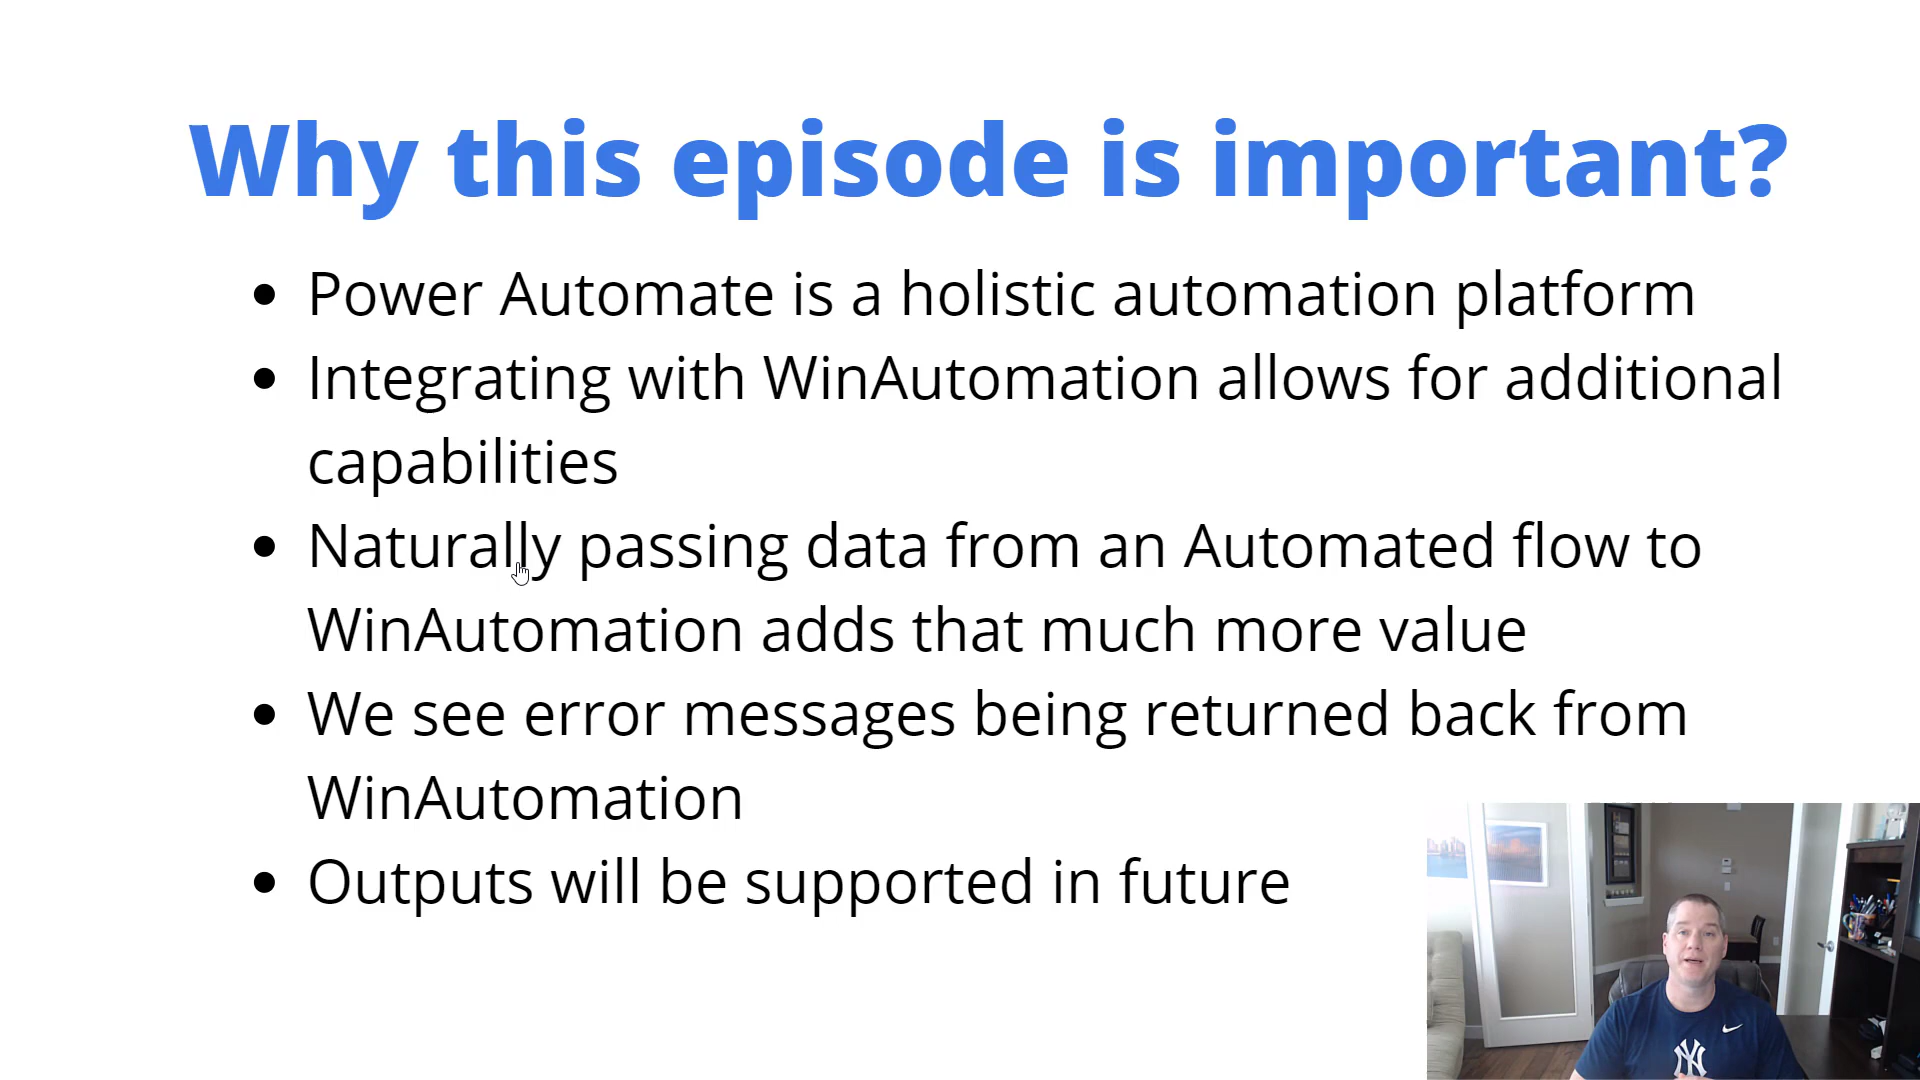 Why this episode is important?
• Power Automate is a holistic automation platform
• Integrating with WinAutomation allows for additional
capabilities
• Naturally passing data from an Automated flow to
WinAutomation adds that much more value
• We see error messages being returned back from
WinAutomation
• Outputs will be supported in future
NY